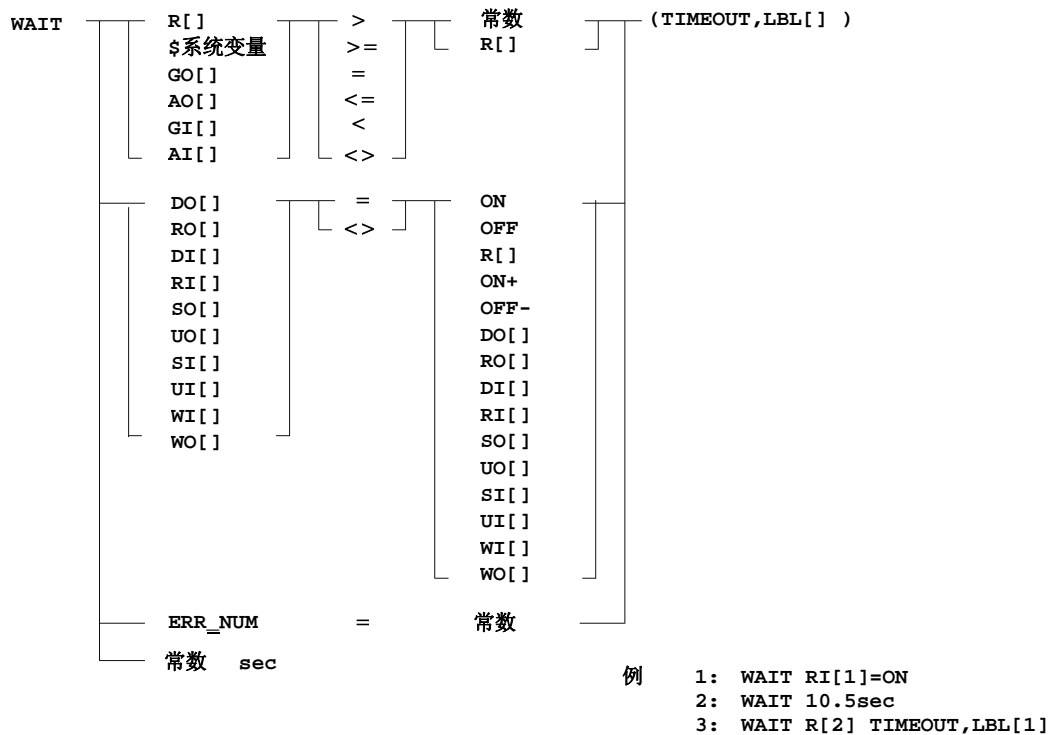 WAIT R[] > 常数 (TIMEOUT,LBL[] )
$系统变量 >= R[]
GO[] =
AO[] <=
GI[] <
AI[] <>
DO[] = ON
RO[] <> OFF
DI[] R[]
RI[] ON+
SO[] OFF-
UO[] DO[]
SI[] RO[]
UI[] DI[]
WI[] RI[]
WO[] SO[]
UO[]
SI[]
UI[]
WI[]
WO[]
ERR_NUM = 常数
常数 sec
例 1: WAIT RI[1]=ON
2: WAIT 10.5sec
3: WAIT R[2] TIMEOUT,LBL[1]